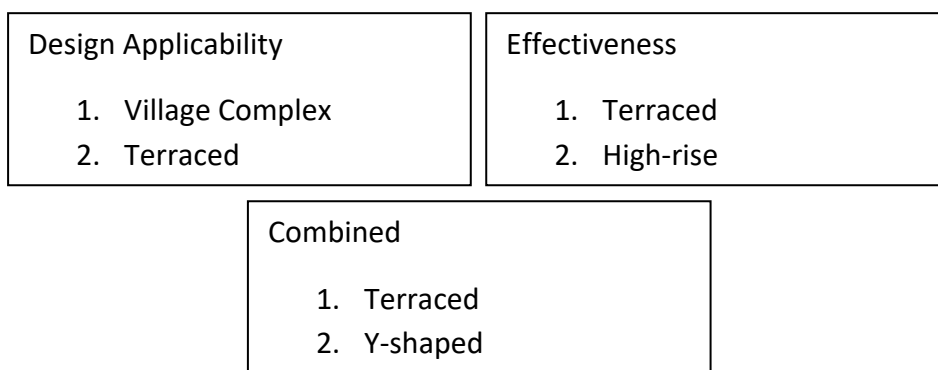 Design Applicability
1. Village Complex
2. Terraced
Effectiveness
1. Terraced
2. High-rise
Combined
1. Terraced
2. Y-shaped